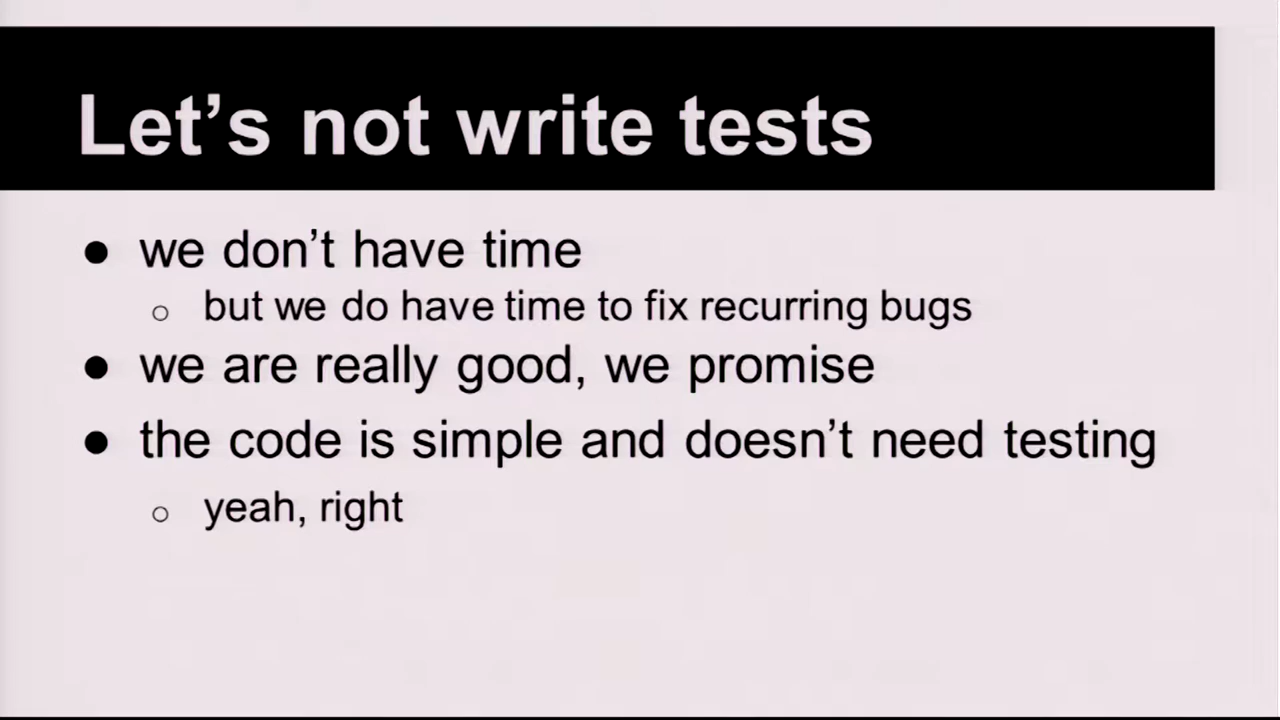 Let's not write tests
● we don't have time
○ but we do have time to fix recurring bugs
● we are really good, we promise
● the code is simple and doesn't need testing
○ yeah, right